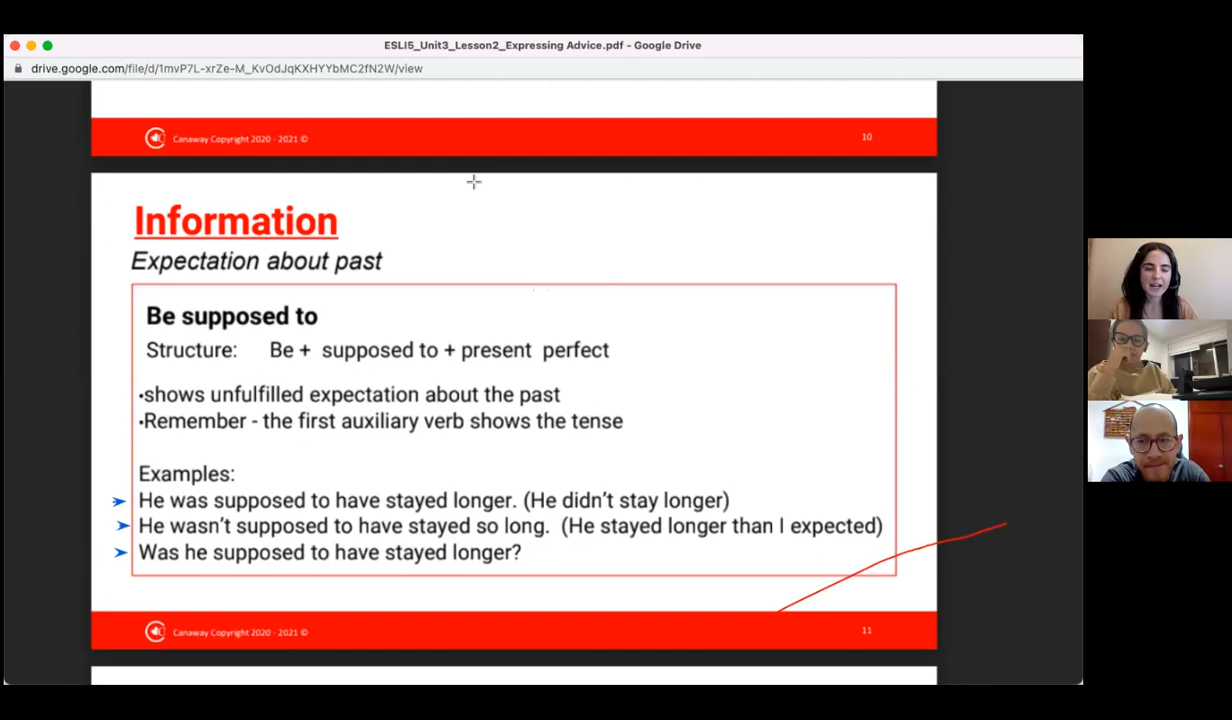 ESLI5_Unit3_Lesson2_Expressing Advice.pdf - Google Drive
drive.google.com/file/d/1mvP7L-xrZe-M_KvOdJqKXHYYbMC2fN2W/view
Canaway Copyright 2020 - 2021 © 10
Information
Expectation about past
Be supposed to
Structure: Be + supposed to + present perfect
•shows unfulfilled expectation about the past
•Remember - the first auxiliary verb shows the tense
Examples:
➤ He was supposed to have stayed longer. (He didn't stay longer)
➤ He wasn't supposed to have stayed so long. (He stayed longer than I expected)
➤ Was he supposed to have stayed longer?
Canaway Copyright 2020 - 2021 © 11